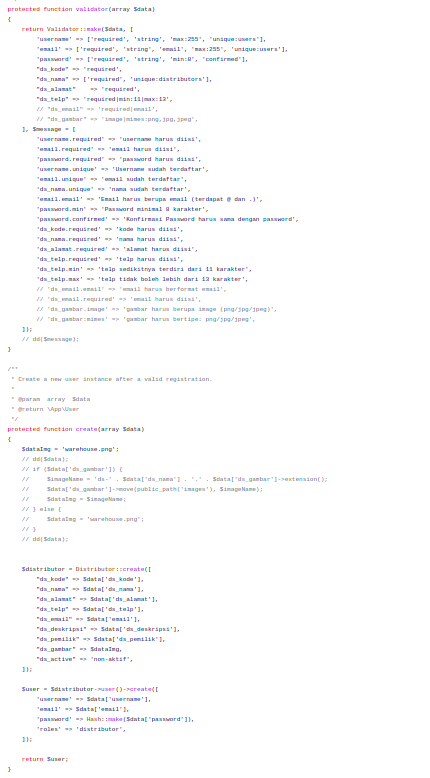 protected function validator(array $data)
{
    return Validator::make($data, [
        'username' => ['required', 'string', 'max:255', 'unique:users'],
        'email' => ['required', 'string', 'email', 'max:255', 'unique:users'],
        'password' => ['required', 'string', 'min:8', 'confirmed'],
        "ds_kode" => 'required',
        "ds_nama" => ['required', 'unique:distributors'],
        "ds_alamat"    => 'required',
        "ds_telp" => 'required|min:11|max:13',
        // "ds_email" => 'required|email',
        // "ds_gambar" => 'image|mimes:png,jpg,jpeg',
    ], $message = [
        'username.required' => 'username harus diisi',
        'email.required' => 'email harus diisi',
        'password.required' => 'password harus diisi',
        'username.unique' => 'Username sudah terdaftar',
        'email.unique' => 'email sudah terdaftar',
        'ds_nama.unique' => 'nama sudah terdaftar',
        'email.email' => 'Email harus berupa email (terdapat @ dan .)',
        'password.min' => 'Password minimal 8 karakter',
        'password.confirmed' => 'Konfirmasi Password harus sama dengan password',
        'ds_kode.required' => 'kode harus diisi',
        'ds_nama.required' => 'nama harus diisi',
        'ds_alamat.required' => 'alamat harus diisi',
        'ds_telp.required' => 'telp harus diisi',
        'ds_telp.min' => 'telp sedikitnya terdiri dari 11 karakter',
        'ds_telp.max' => 'telp tidak boleh lebih dari 13 karakter',
        // 'ds_email.email' => 'email harus berformat email',
        // 'ds_email.required' => 'email harus diisi',
        // 'ds_gambar.image' => 'gambar harus berupa image (png/jpg/jpeg)',
        // 'ds_gambar:mimes' => 'gambar harus bertipe: png/jpg/jpeg',
    ]);
    // dd($message);
}

/**
 * Create a new user instance after a valid registration.
 *
 * @param  array  $data
 * @return \App\User
 */
protected function create(array $data)
{
    $dataImg = 'warehouse.png';
    // dd($data);
    // if ($data['ds_gambar']) {
    //     $imageName = 'ds-' . $data['ds_nama'] . '.' . $data['ds_gambar']->extension();
    //     $data['ds_gambar']->move(public_path('images'), $imageName);
    //     $dataImg = $imageName;
    // } else {
    //     $dataImg = 'warehouse.png';
    // }
    // dd($data);


    $distributor = Distributor::create([
        "ds_kode" => $data['ds_kode'],
        "ds_nama" => $data['ds_nama'],
        "ds_alamat" => $data['ds_alamat'],
        "ds_telp" => $data['ds_telp'],
        "ds_email" => $data['email'],
        "ds_deskripsi" => $data['ds_deskripsi'],
        "ds_pemilik" => $data['ds_pemilik'],
        "ds_gambar" => $dataImg,
        "ds_active" => 'non-aktif',
    ]);

    $user = $distributor->user()->create([
        'username' => $data['username'],
        'email' => $data['email'],
        'password' => Hash::make($data['password']),
        'roles' => 'distributor',
    ]);

    return $user;
}